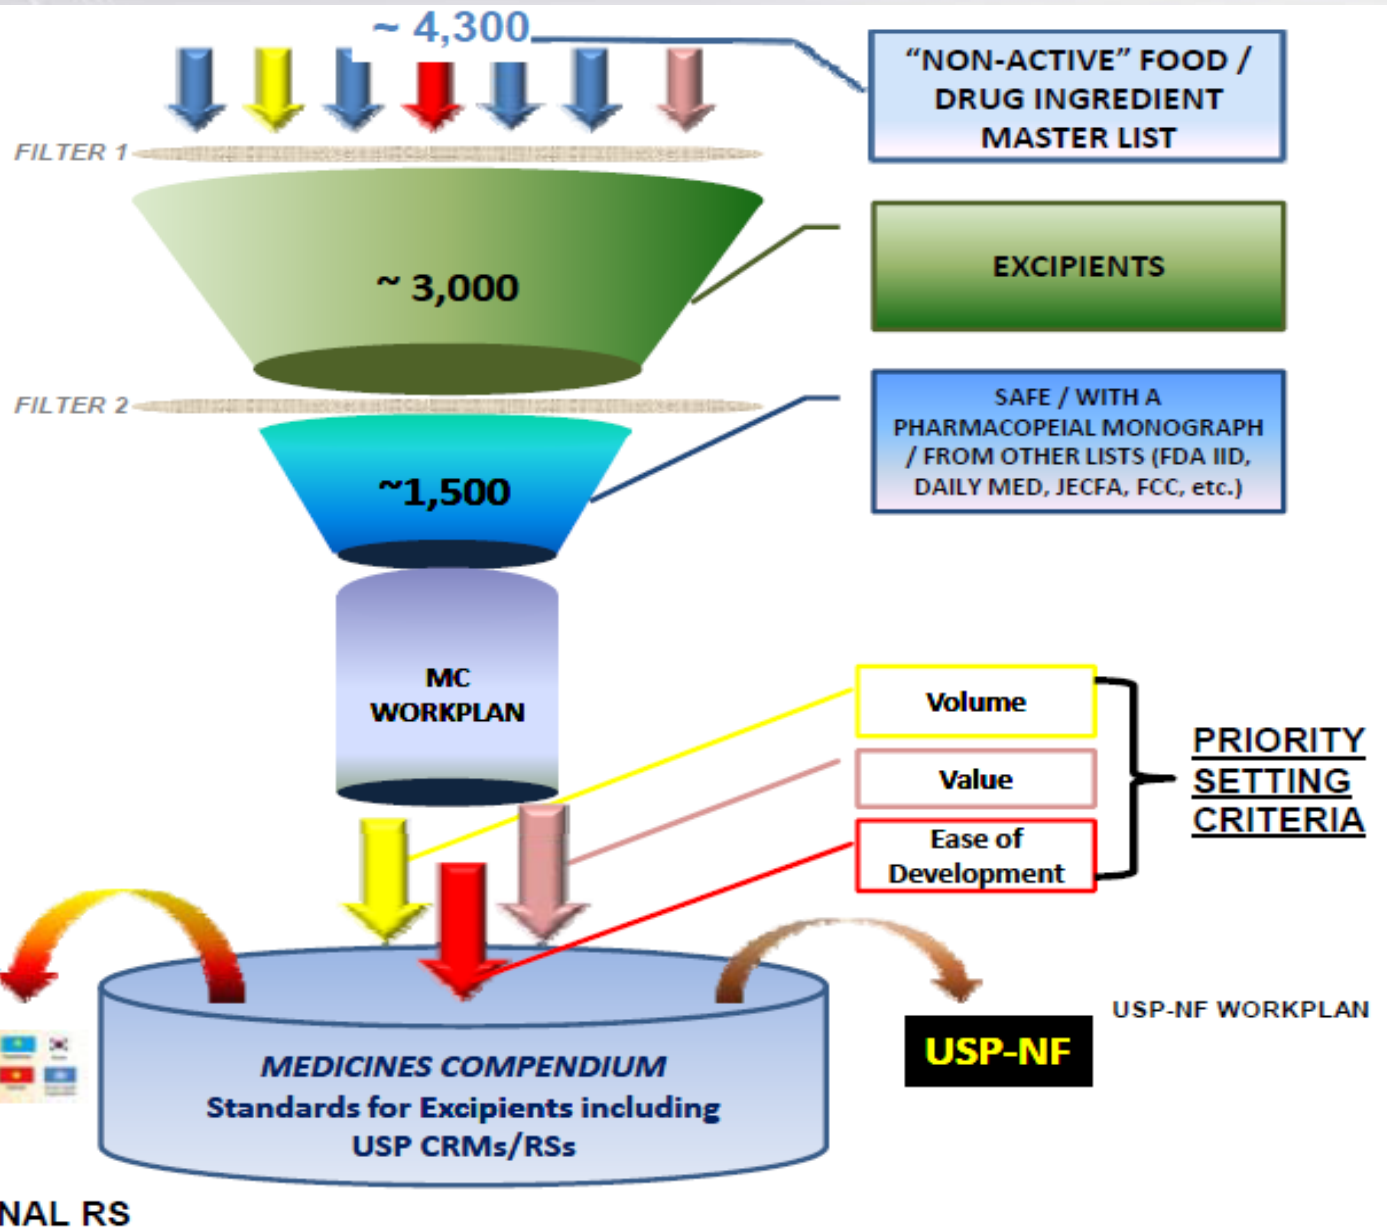 ~ 4,300
“NON-ACTIVE” FOOD /
DRUG INGREDIENT
MASTER LIST
FILTER 1
~ 3,000
EXCIPIENTS
FILTER 2
~1,500
SAFE / WITH A
PHARMACOPEIAL MONOGRAPH
/ FROM OTHER LISTS (FDA IID,
DAILY MED, JECFA, FCC, etc.)
MC
WORKPLAN
Volume
Value
Ease of
Development
PRIORITY
SETTING
CRITERIA
USP-NF WORKPLAN
USP-NF
MEDICINES COMPENDIUM
Standards for Excipients including
USP CRMs/RSs
NAL RS